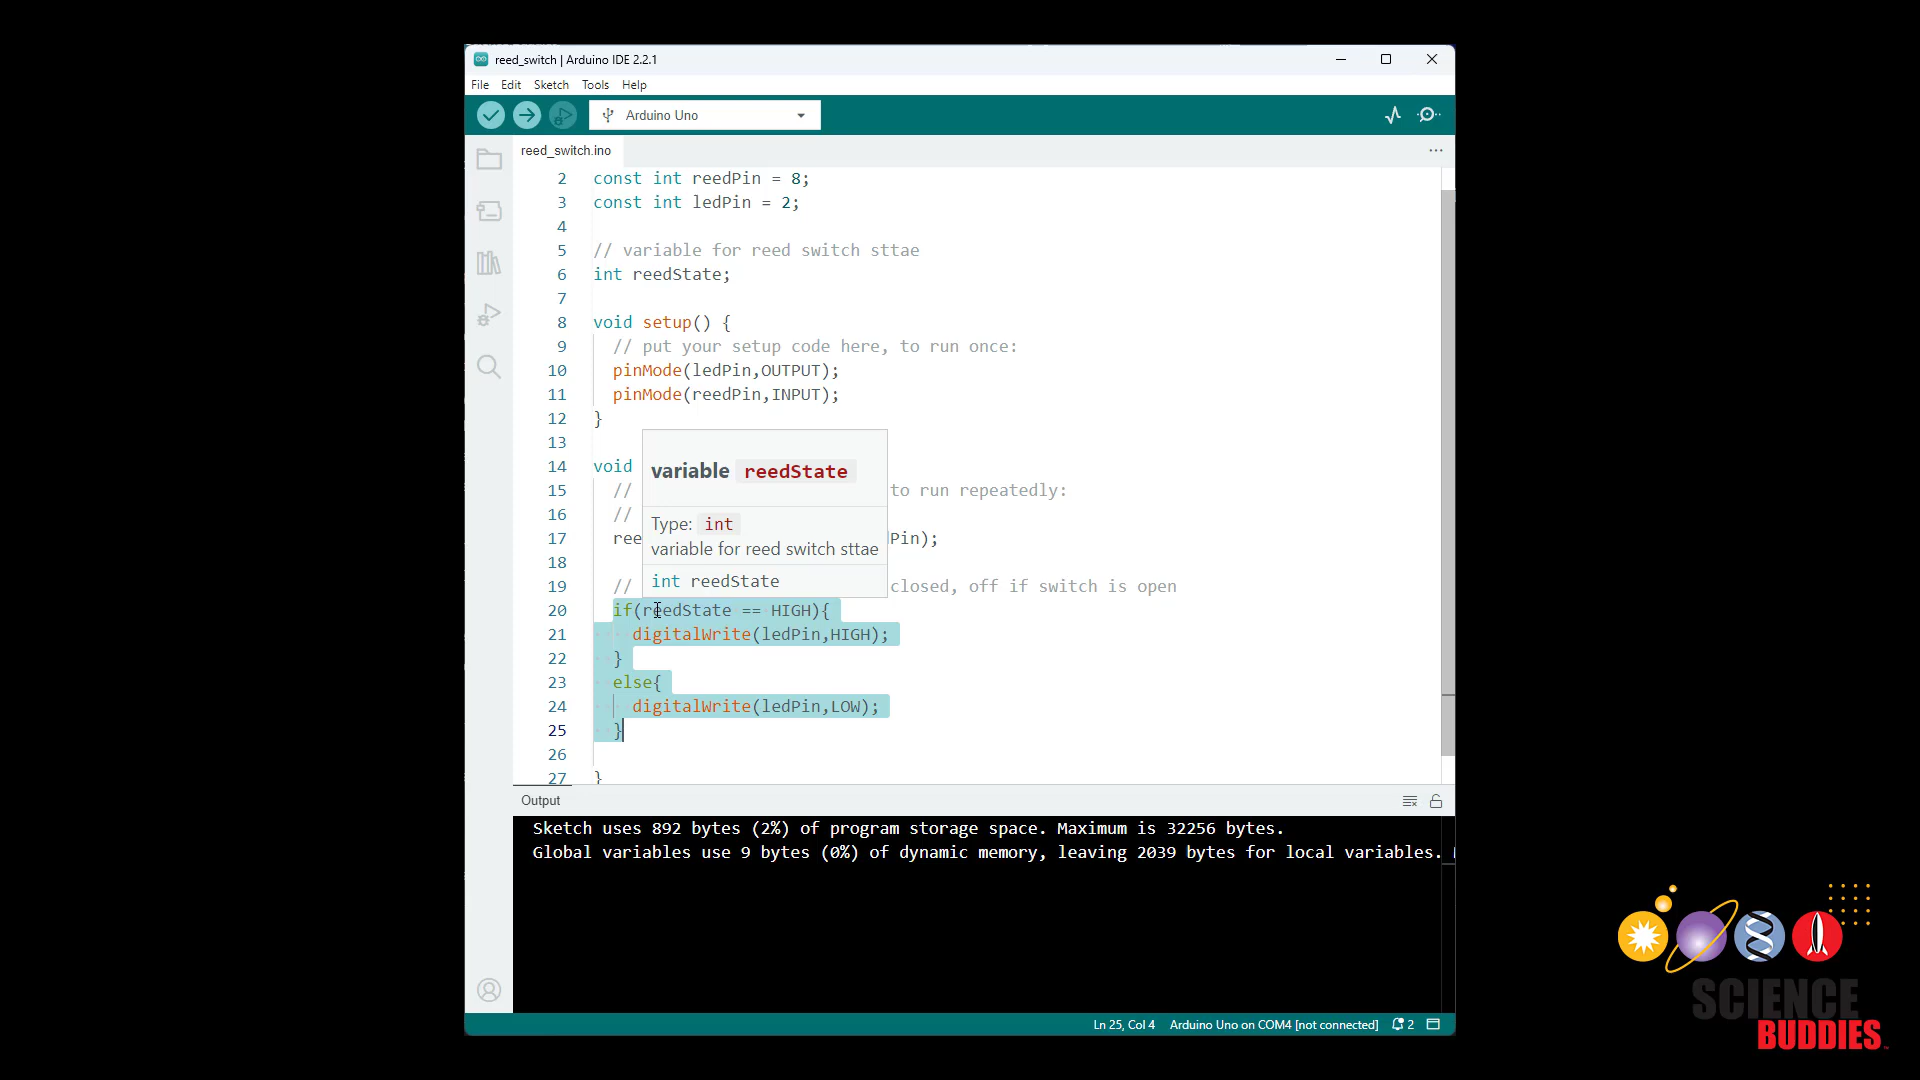 reed_switch | Arduino IDE 2.2.1
File Edit Sketch Tools Help
Arduino Uno
reed_switch.ino
2 const int reedPin = 8;
3 const int ledPin = 2;
4
5 // variable for reed switch sttae
6 int reedState;
7
8 void setup() {
9 // put your setup code here, to run once:
10 pinMode(ledPin,OUTPUT);
11 pinMode(reedPin,INPUT);
12 }
13
14 void
15 // to run repeatedly:
16 //
17 ree Pin);
18
19 // closed, off if switch is open
variable reedState
Type: int
variable for reed switch sttae
int reedState
20 if(reedState == HIGH){
21 digitalWrite(ledPin,HIGH);
22 }
23 else{
24 digitalWrite(ledPin,LOW);
25 }
26
27 }
Output
Sketch uses 892 bytes (2%) of program storage space. Maximum is 32256 bytes.
Global variables use 9 bytes (0%) of dynamic memory, leaving 2039 bytes for local variables.
Ln 25, Col 4 Arduino Uno on COM4 [not connected] 2
SCIENCE
BUDDIES